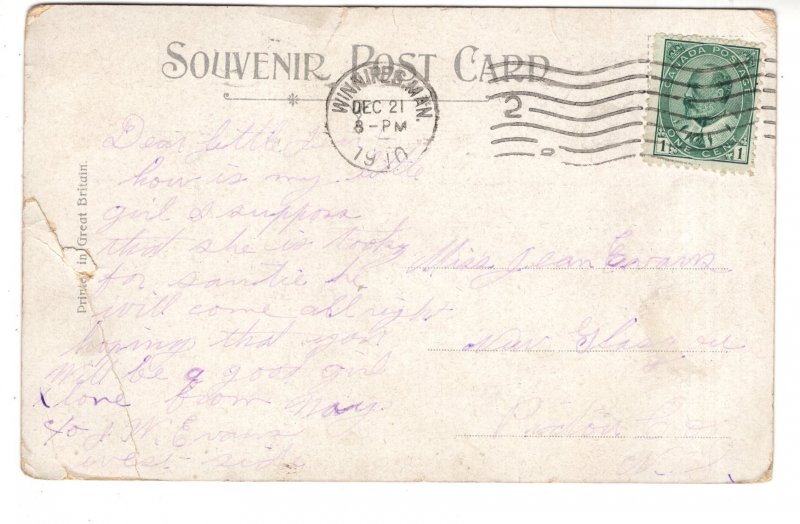 SOUVENIR POST CARD
WINNIPEG MAN.
DEC 21
8-PM
1910
2
CANADA POSTAGE
1 ONE CENT 1
Printed in Great Britain.
Dear little
how is my little
girl I suppose
that she is looking
for santie he
will come all right
hoping that you
will be a good girl
love from May
c/o J. W. Evans
west side
Miss Jean Evans
New Glasgow
Pictou Co
N. S.